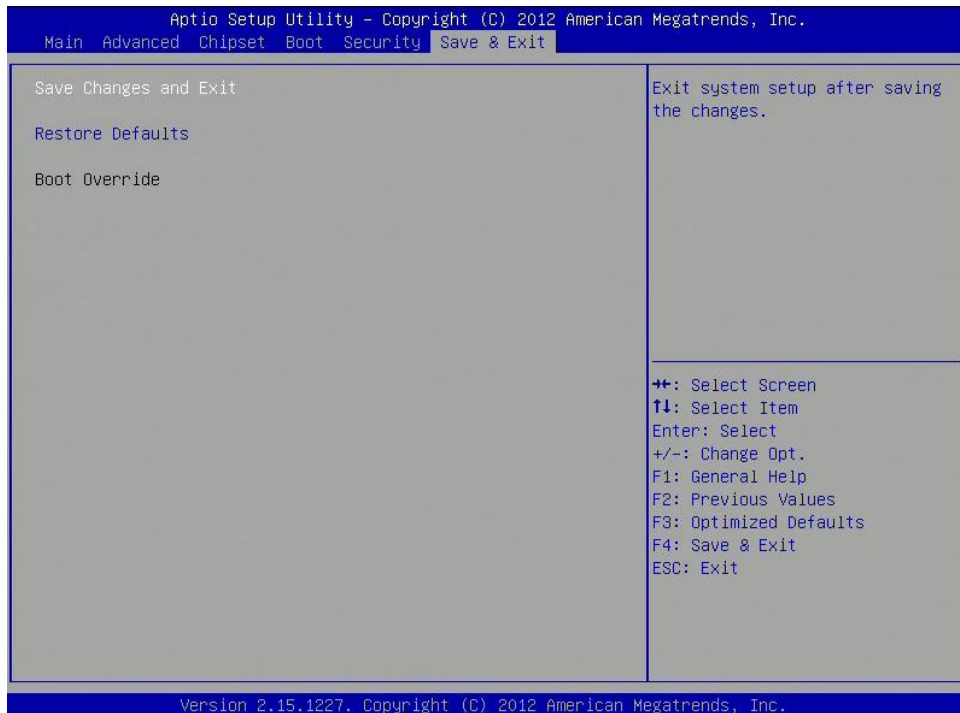 Aptio Setup Utility – Copyright (C) 2012 American Megatrends, Inc.
Main Advanced Chipset Boot Security Save & Exit
Save Changes and Exit
Restore Defaults
Boot Override
Exit system setup after saving
the changes.
→←: Select Screen
↑↓: Select Item
Enter: Select
+/-: Change Opt.
F1: General Help
F2: Previous Values
F3: Optimized Defaults
F4: Save & Exit
ESC: Exit
Version 2.15.1227. Copyright (C) 2012 American Megatrends, Inc.